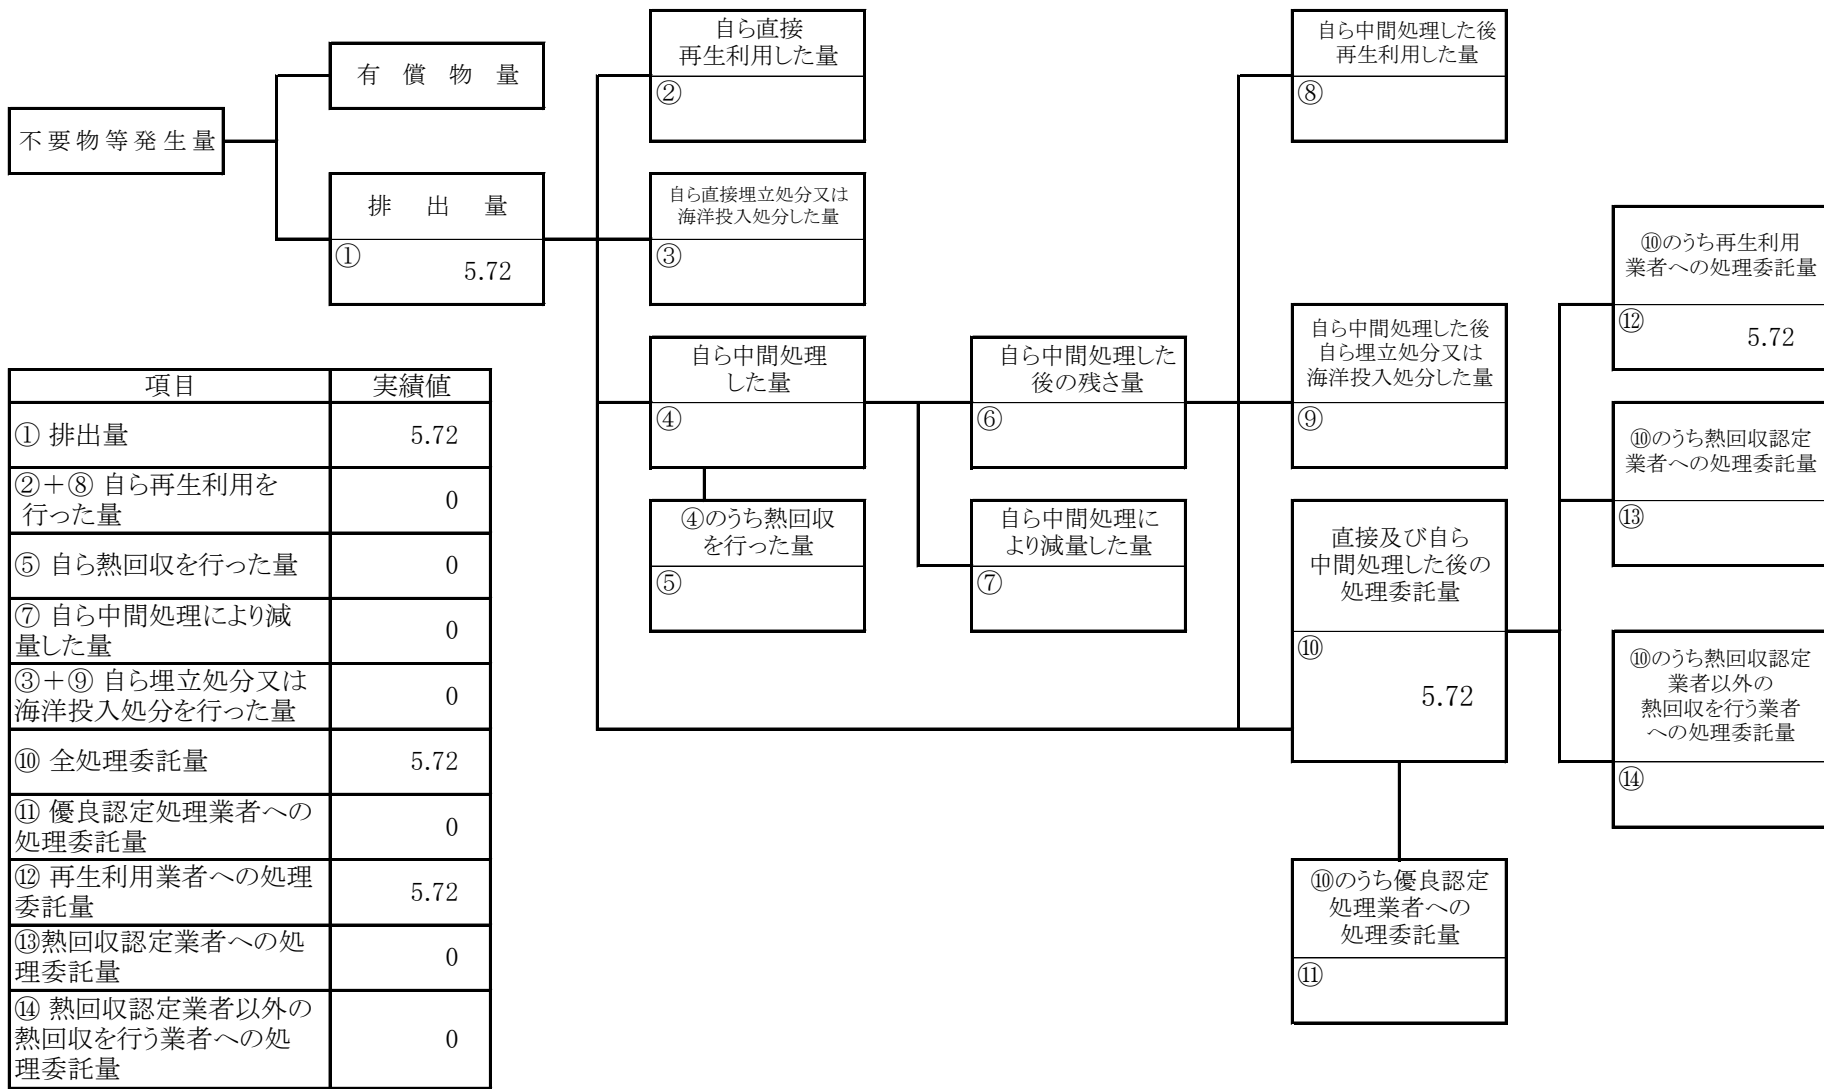 不要物等発生量
有償物量
排出量
①
5.72
自ら直接
再生利用した量
②
自ら直接埋立処分又は
海洋投入処分した量
③
自ら中間処理
した量
④
④のうち熱回収
を行った量
⑤
自ら中間処理した
後の残さ量
⑥
自ら中間処理に
より減量した量
⑦
自ら中間処理した後
再生利用した量
⑧
自ら中間処理した後
自ら埋立処分又は
海洋投入処分した量
⑨
直接及び自ら
中間処理した後の
処理委託量
⑩
5.72
⑩のうち優良認定
処理業者への
処理委託量
⑪
⑩のうち再生利用
業者への処理委託量
⑫
5.72
⑩のうち熱回収認定
業者への処理委託量
⑬
⑩のうち熱回収認定
業者以外の
熱回収を行う業者
への処理委託量
⑭
項目 実績値
① 排出量 5.72
②+⑧ 自ら再生利用を
行った量 0
⑤ 自ら熱回収を行った量 0
⑦ 自ら中間処理により減
量した量 0
③+⑨ 自ら埋立処分又は
海洋投入処分を行った量 0
⑩ 全処理委託量 5.72
⑪ 優良認定処理業者への
処理委託量 0
⑫ 再生利用業者への処理
委託量 5.72
⑬熱回収認定業者への処
理委託量 0
⑭ 熱回収認定業者以外の
熱回収を行う業者への処
理委託量 0